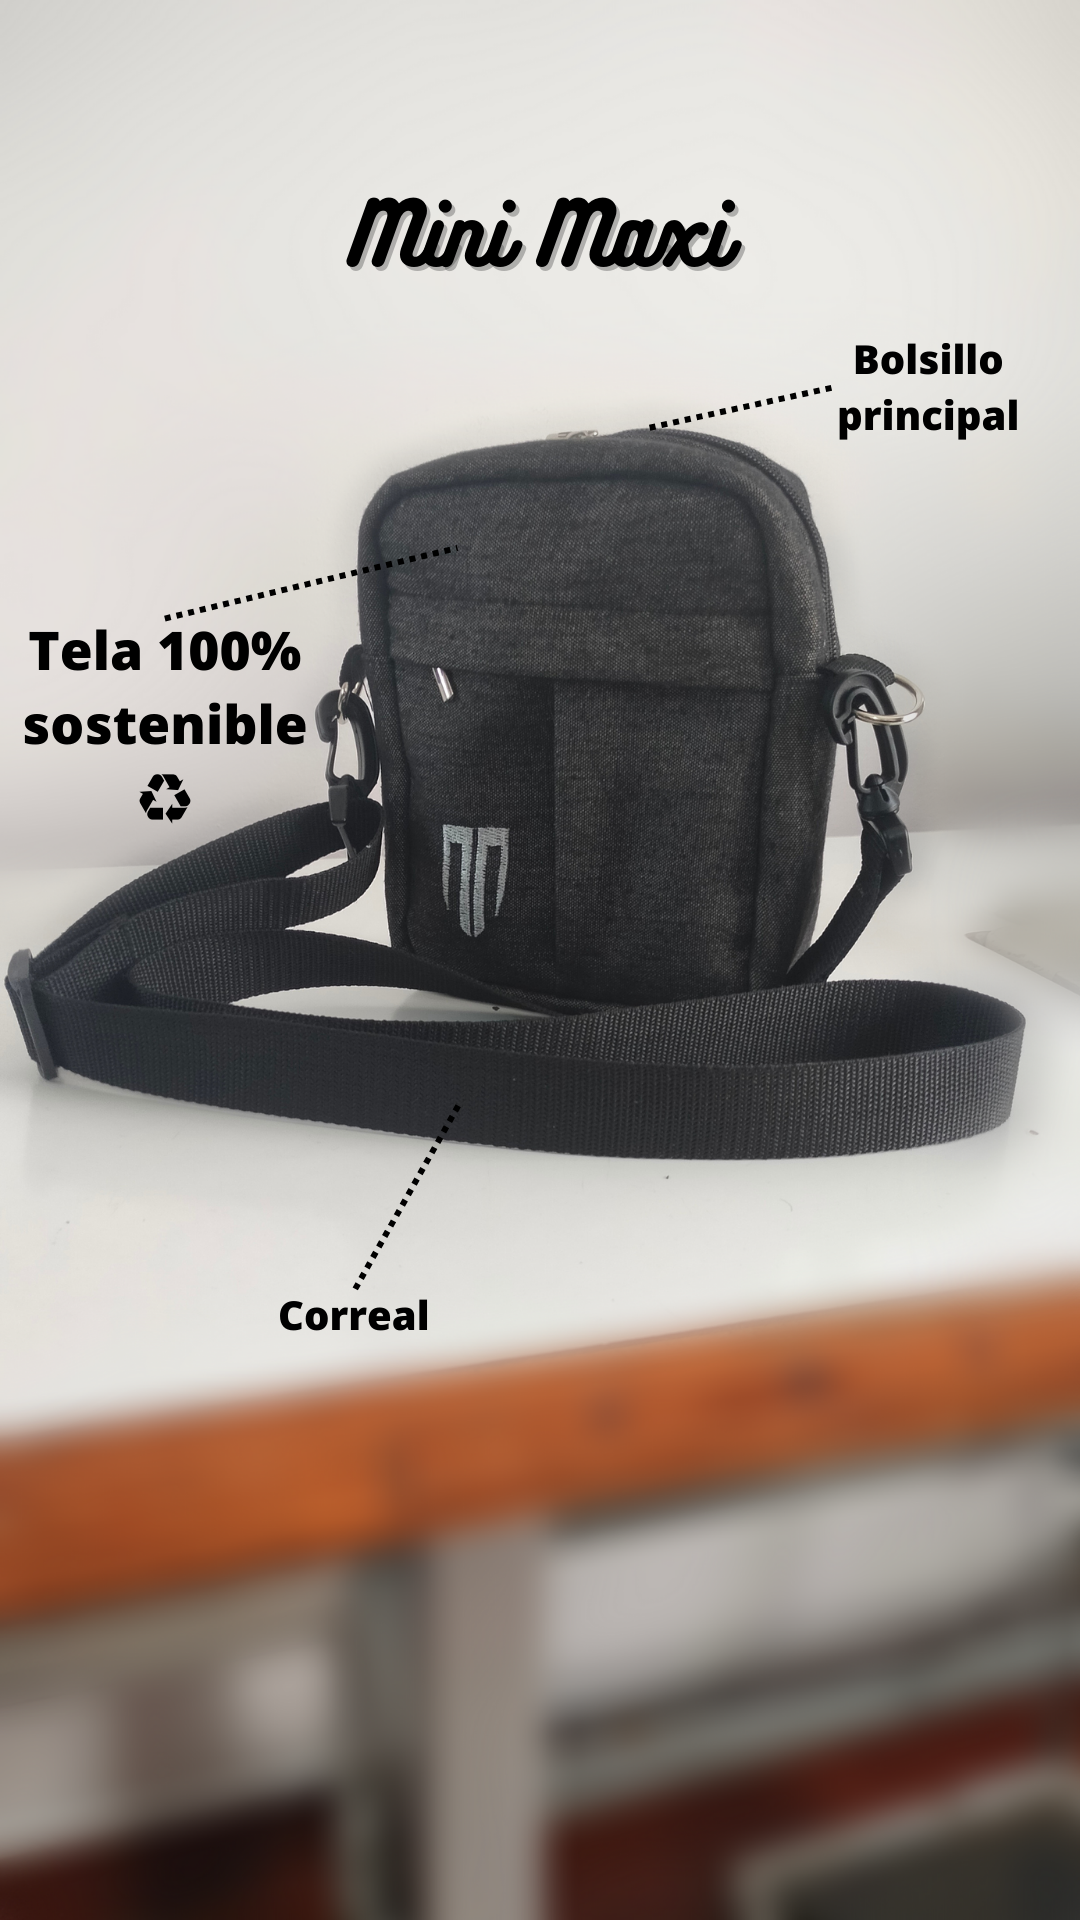 Mini Maxi
Bolsillo
principal
Tela 100%
sostenible
♻
Correal